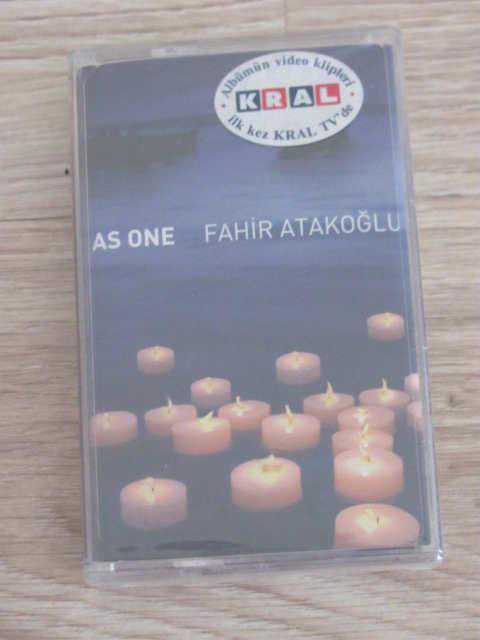 Albümün video klipleri
KRAL
ilk kez KRAL TV'de
AS ONE FAHİR ATAKOĞLU